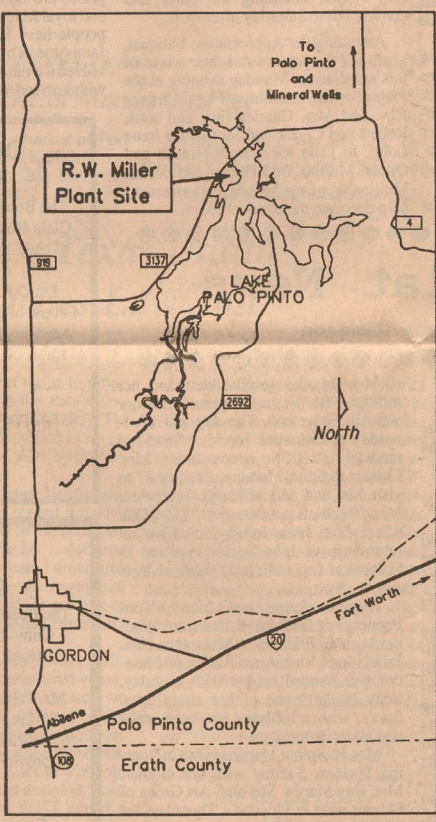 To
Palo Pinto
and
Mineral Wells
R.W. Miller
Plant Site
4
919
3137
LAKE
PALO PINTO
2692
North
Fort Worth
20
GORDON
Abilene
Palo Pinto County
Erath County
108